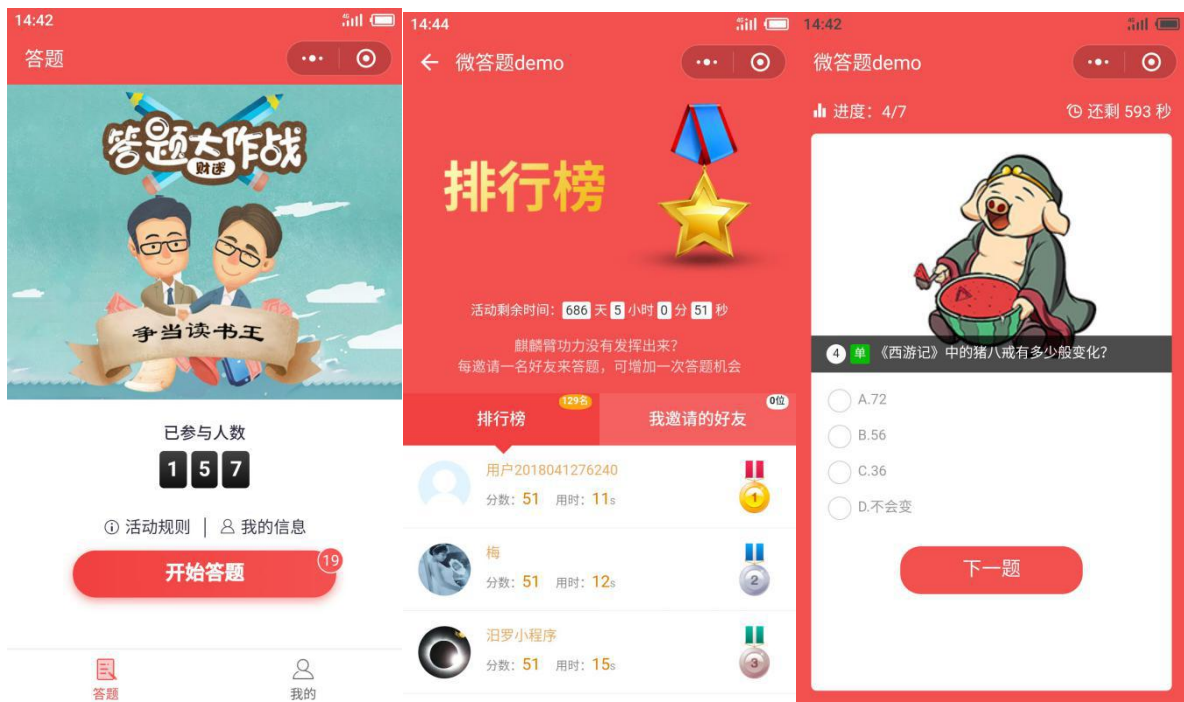 14:42
答题
答题大作战
财迷
争当读书王
已参与人数
1 5 7
活动规则 | 我的信息
开始答题
19
答题
我的
14:44
微答题demo
排行榜
活动剩余时间：686 天 5 小时 0 分 51 秒
麒麟臂功力没有发挥出来？
每邀请一名好友来答题，可增加一次答题机会
排行榜
129名
我邀请的好友
0位
用户2018041276240
分数：51 用时：11s
1
梅
分数：51 用时：12s
2
汨罗小程序
分数：51 用时：15s
3
14:42
微答题demo
进度：4/7
还剩 593 秒
4 单 《西游记》中的猪八戒有多少般变化？
A.72
B.56
C.36
D.不会变
下一题